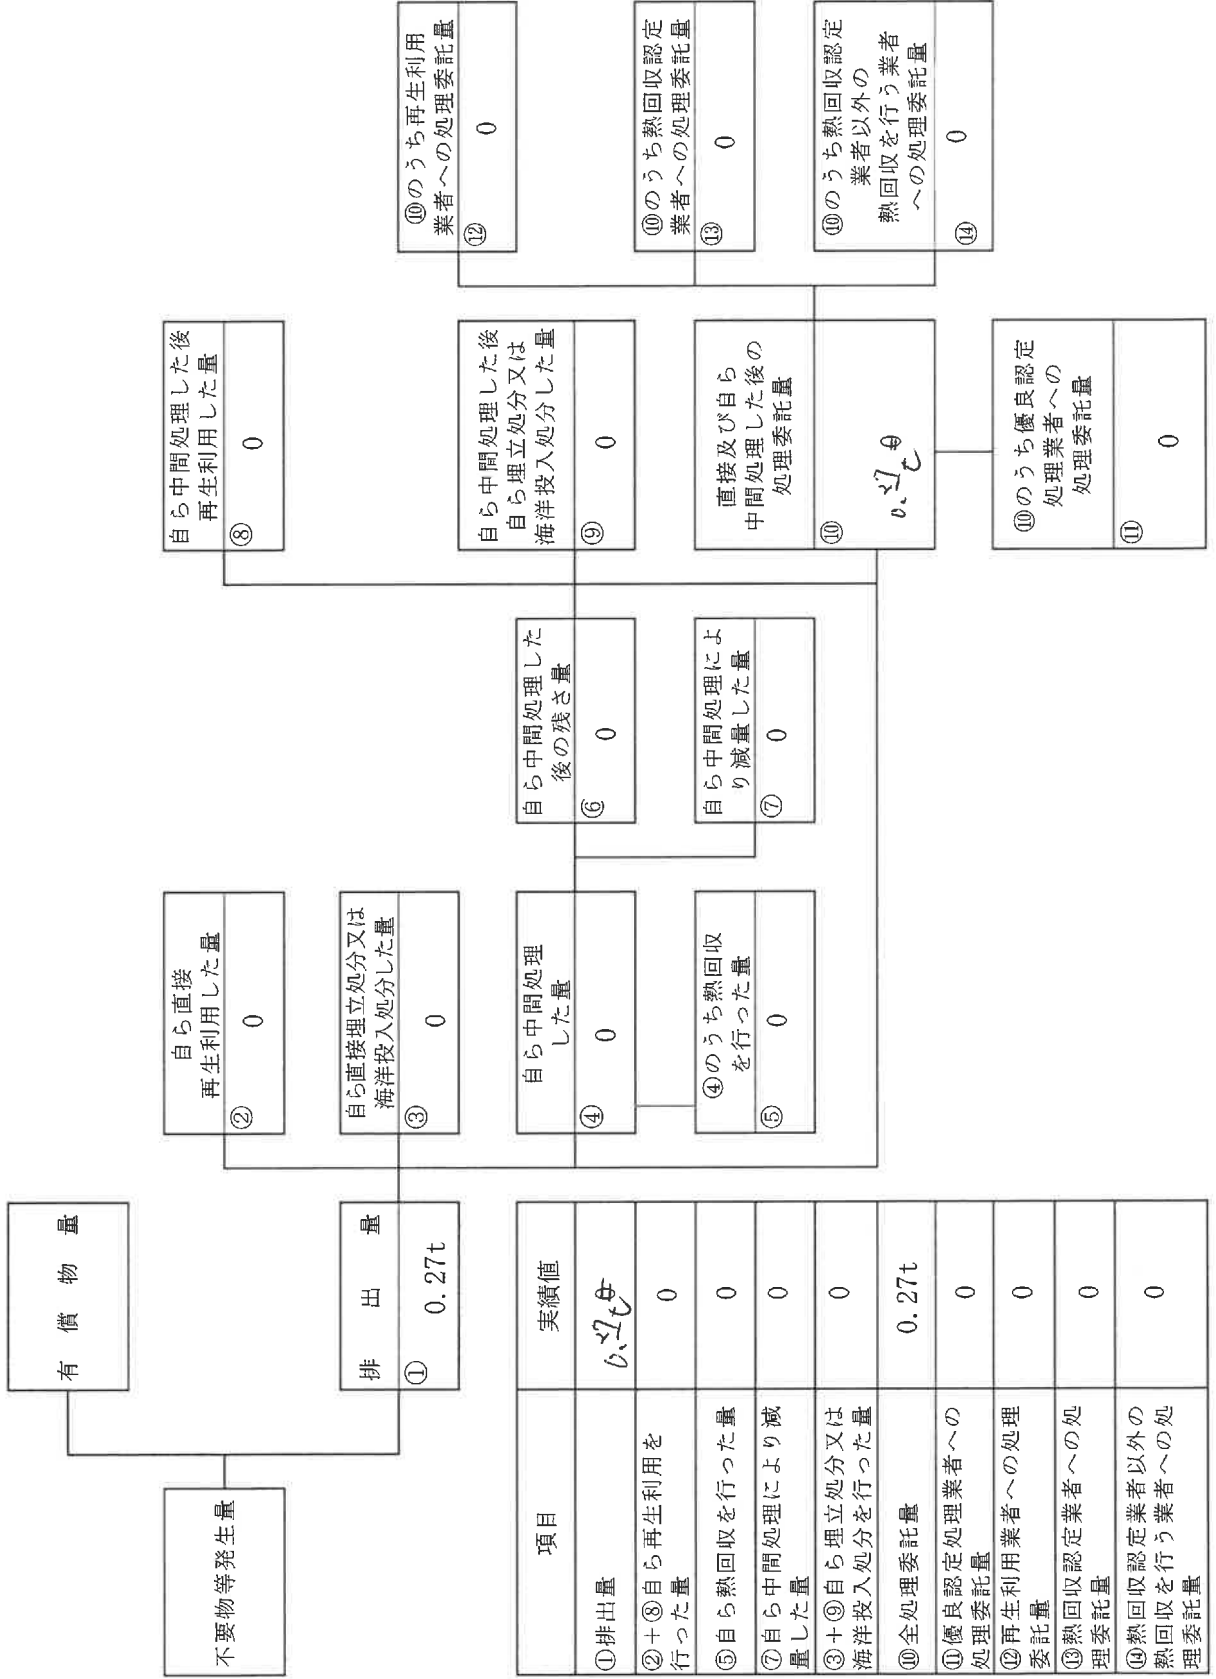 有償物量
不要物等発生量
排出量
①
0.27t
自ら直接
再生利用した量
②
0
自ら直接埋立処分又は
海洋投入処分した量
③
0
自ら中間処理
した量
④
0
④のうち熱回収
を行った量
⑤
0
自ら中間処理した
後の残さ量
⑥
0
自ら中間処理によ
り減量した量
⑦
0
自ら中間処理した後
再生利用した量
⑧
0
自ら中間処理した後
自ら埋立処分又は
海洋投入処分した量
⑨
0
直接及び自ら
中間処理した後の
処理委託量
⑩
0.27t
⑩のうち優良認定
処理業者への
処理委託量
⑪
0
⑩のうち再生利用
業者への処理委託量
⑫
0
⑩のうち熱回収認定
業者への処理委託量
⑬
0
⑩のうち熱回収認定
業者以外の
熱回収を行う業者
への処理委託量
⑭
0
項目 実績値
①排出量 0.27t
②+⑧自ら再生利用を
行った量 0
⑤自ら熱回収を行った量 0
⑦自ら中間処理により減
量した量 0
③+⑨自ら埋立処分又は
海洋投入処分を行った量 0
⑩全処理委託量 0.27t
⑪優良認定処理業者への
処理委託量 0
⑫再生利用業者への処理
委託量 0
⑬熱回収認定業者への処
理委託量 0
⑭熱回収認定業者以外の
熱回収を行う業者への処
理委託量 0